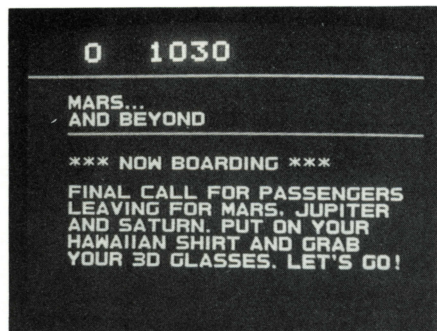 0 1030
MARS...
AND BEYOND
*** NOW BOARDING ***
FINAL CALL FOR PASSENGERS
LEAVING FOR MARS, JUPITER
AND SATURN. PUT ON YOUR
HAWAIIAN SHIRT AND GRAB
YOUR 3D GLASSES. LET'S GO!